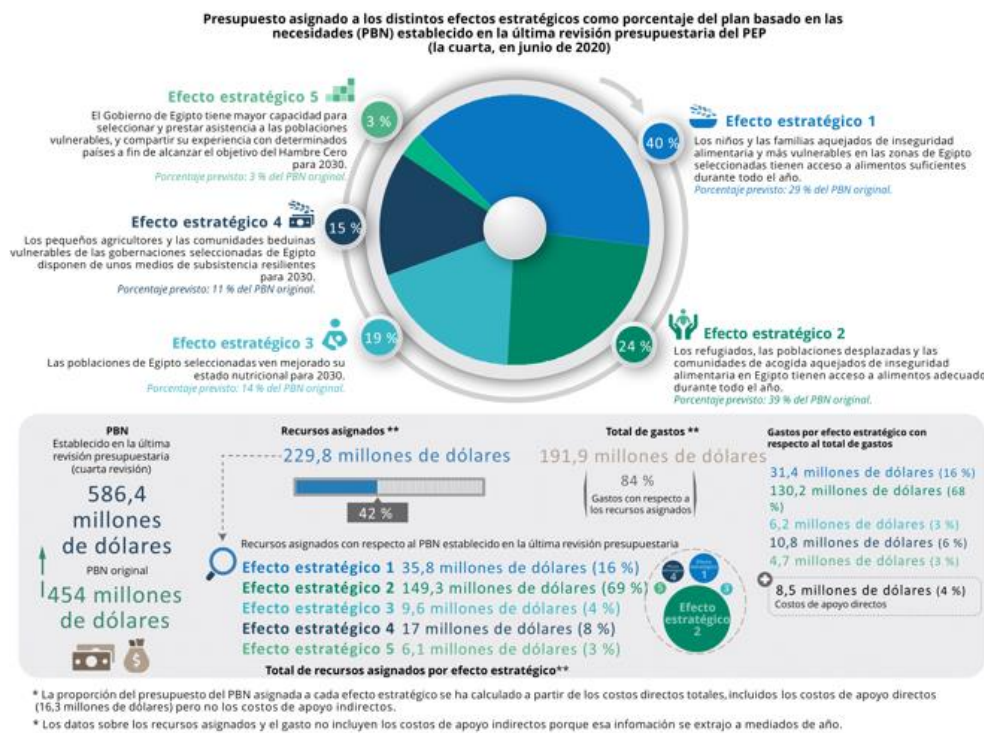 Presupuesto asignado a los distintos efectos estratégicos como porcentaje del plan basado en las
necesidades (PBN) establecido en la última revisión presupuestaria del PEP
(la cuarta, en junio de 2020)
Efecto estratégico 5
El Gobierno de Egipto tiene mayor capacidad para
seleccionar y prestar asistencia a las poblaciones
vulnerables, y compartir su experiencia con determinados
países a fin de alcanzar el objetivo del Hambre Cero
para 2030.
Porcentaje previsto: 3 % del PBN original.
3 %
40 %
Efecto estratégico 1
Los niños y las familias aquejados de inseguridad
alimentaria y más vulnerables en las zonas de Egipto
seleccionadas tienen acceso a alimentos suficientes
durante todo el año.
Porcentaje previsto: 29 % del PBN original.
Efecto estratégico 4
15 %
Los pequeños agricultores y las comunidades beduinas
vulnerables de las gobernaciones seleccionadas de Egipto
disponen de unos medios de subsistencia resilientes
para 2030.
Porcentaje previsto: 11 % del PBN original.
Efecto estratégico 3
19 %
Las poblaciones de Egipto seleccionadas ven mejorado su
estado nutricional para 2030.
Porcentaje previsto: 14 % del PBN original.
24 %
Efecto estratégico 2
Los refugiados, las poblaciones desplazadas y las
comunidades de acogida aquejados de inseguridad
alimentaria en Egipto tienen acceso a alimentos adecuado
durante todo el año.
Porcentaje previsto: 39 % del PBN original.
PBN
Establecido en la última
revisión presupuestaria
(cuarta revisión)
586,4
millones
de dólares
PBN original
454 millones
de dólares
Recursos asignados **
229,8 millones de dólares
42 %
Total de gastos **
191,9 millones de dólares
84 %
Gastos con respecto a
los recursos asignados
Gastos por efecto estratégico con
respecto al total de gastos
31,4 millones de dólares (16 %)
130,2 millones de dólares (68
%)
6,2 millones de dólares (3 %)
10,8 millones de dólares (6 %)
4,7 millones de dólares (3 %)
8,5 millones de dólares (4 %)
Costos de apoyo directos
Recursos asignados con respecto al PBN establecido en la última revisión presupuestaria
Efecto estratégico 1 35,8 millones de dólares (16 %)
Efecto estratégico 2 149,3 millones de dólares (69 %)
Efecto estratégico 3 9,6 millones de dólares (4 %)
Efecto estratégico 4 17 millones de dólares (8 %)
Efecto estratégico 5 6,1 millones de dólares (3 %)
4
1
5
3
Efecto
estratégico
2
Total de recursos asignados por efecto estratégico**
* La proporción del presupuesto del PBN asignada a cada efecto estratégico se ha calculado a partir de los costos directos totales, incluidos los costos de apoyo directos
(16,3 millones de dólares) pero no los costos de apoyo indirectos.
* Los datos sobre los recursos asignados y el gasto no incluyen los costos de apoyo indirectos porque esa infomación se extrajo a mediados de año.